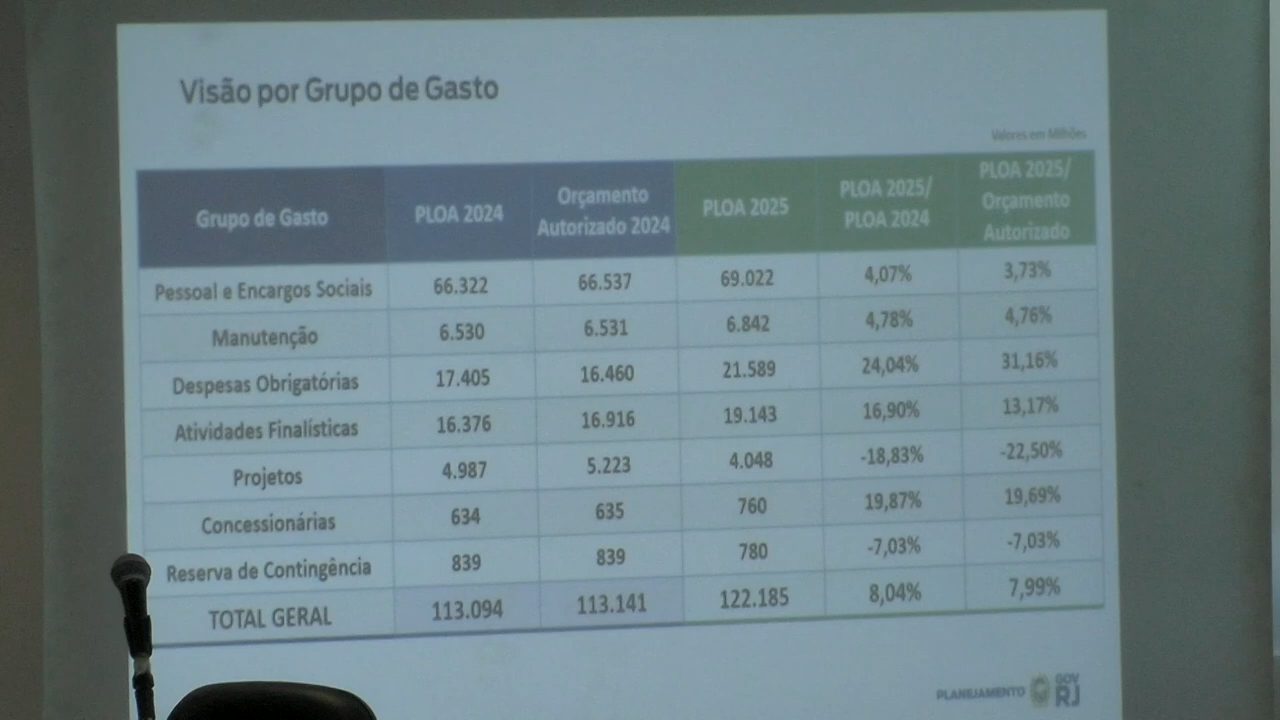 Visão por Grupo de Gasto
Valores em Milhões
Grupo de Gasto PLOA 2024 Orçamento Autorizado 2024 PLOA 2025 PLOA 2025/ PLOA 2024 PLOA 2025/ Orçamento Autorizado
Pessoal e Encargos Sociais 66.322 66.537 69.022 4,07% 3,73%
Manutenção 6.530 6.531 6.842 4,78% 4,76%
Despesas Obrigatórias 17.405 16.460 21.589 24,04% 31,16%
Atividades Finalísticas 16.376 16.916 19.143 16,90% 13,17%
Projetos 4.987 5.223 4.048 -18,83% -22,50%
Concessionárias 634 635 760 19,87% 19,69%
Reserva de Contingência 839 839 780 -7,03% -7,03%
TOTAL GERAL 113.094 113.141 122.185 8,04% 7,99%
PLANEJAMENTO GOV RJ